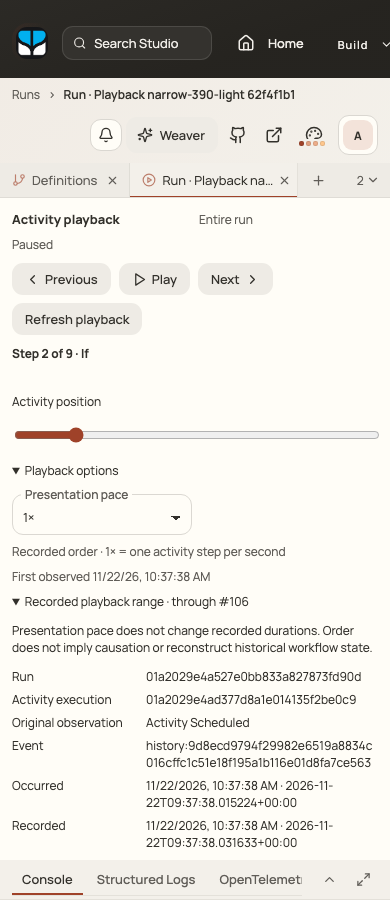 Search Studio
Home
Build
Runs › Run · Playback narrow-390-light 62f4f1b1
Weaver
A
Definitions
Run · Playback na...
2
Activity playback
Entire run
Paused
Previous
Play
Next
Refresh playback
Step 2 of 9 · If
Activity position
Playback options
Presentation pace
1×
Recorded order · 1× = one activity step per second
First observed 11/22/26, 10:37:38 AM
Recorded playback range · through #106
Presentation pace does not change recorded durations. Order
does not imply causation or reconstruct historical workflow state.
Run 01a2029e4a527e0bb833a827873fd90d
Activity execution 01a2029e4ad377d8a1e014135f2be0c9
Original observation Activity Scheduled
Event history:9d8ecd9794f29982e6519a8834c
016cffc1c51e18f195a1b116e01d8fa7ce563
Occurred 11/22/2026, 10:37:38 AM · 2026-11-
22T09:37:38.015224+00:00
Recorded 11/22/2026, 10:37:38 AM · 2026-11-
22T09:37:38.031633+00:00
Console
Structured Logs
OpenTelemet